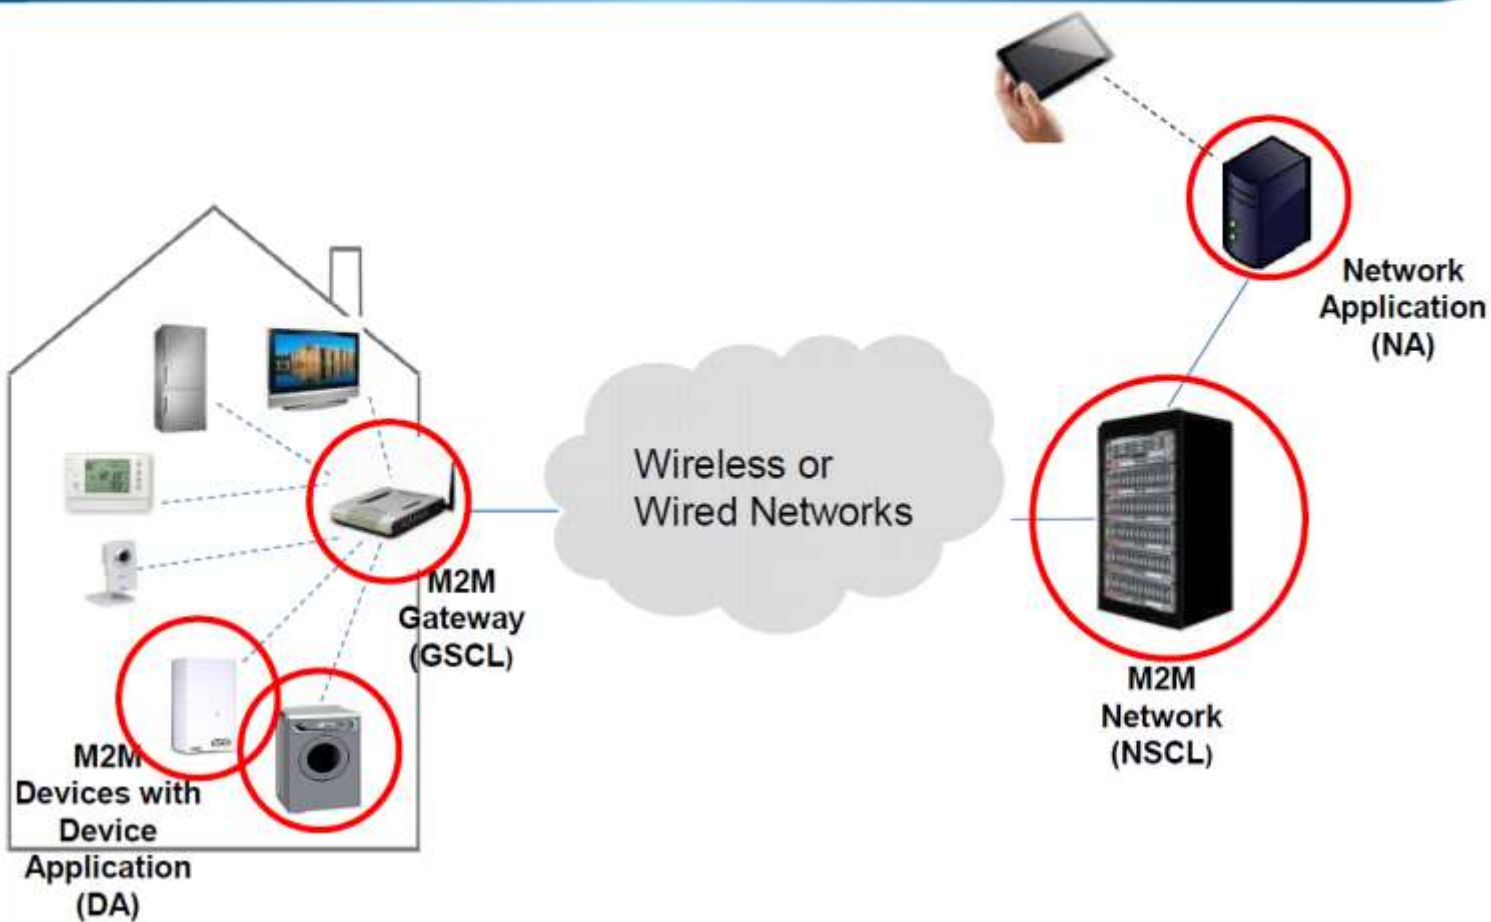 Network
Application
(NA)
Wireless or
Wired Networks
M2M
Gateway
(GSCL)
M2M
Network
(NSCL)
M2M
Devices with
Device
Application
(DA)